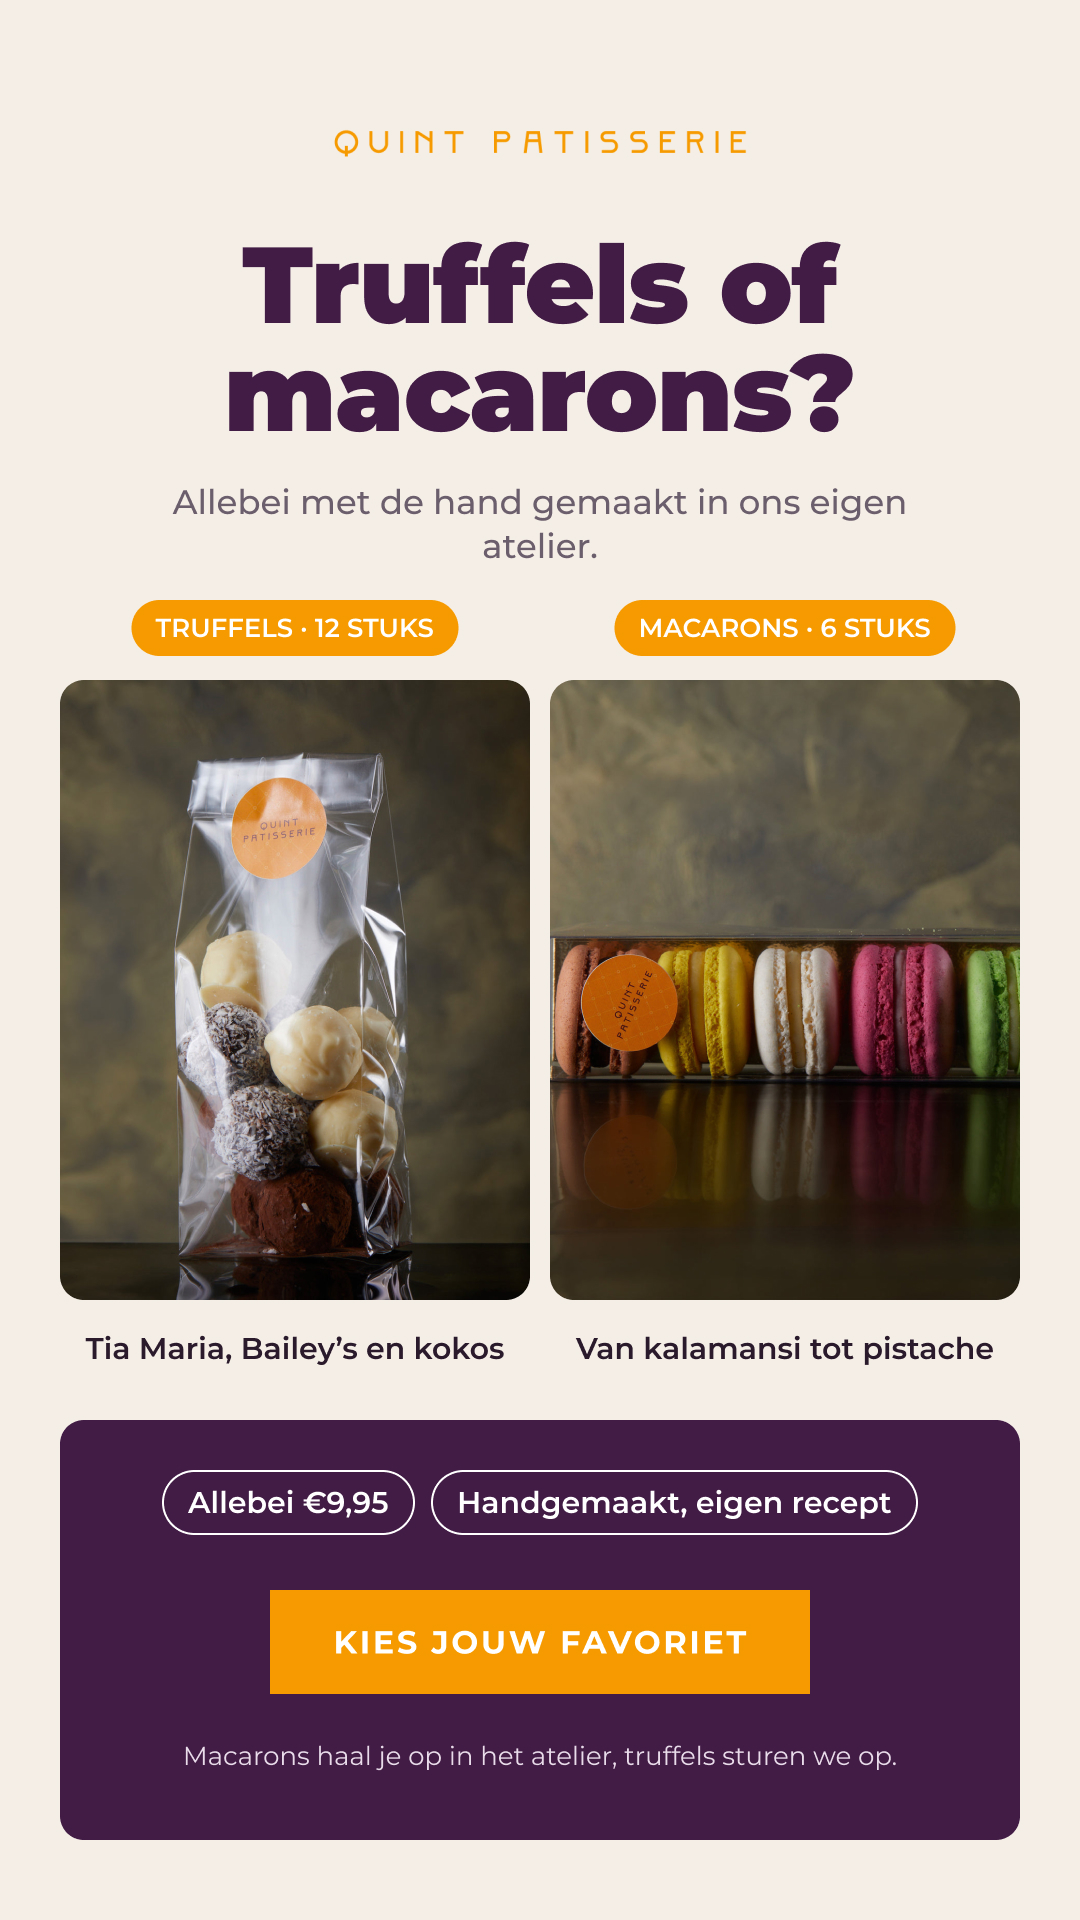 QUINT PATISSERIE
Truffels of
macarons?
Allebei met de hand gemaakt in ons eigen
atelier.
TRUFFELS · 12 STUKS
MACARONS · 6 STUKS
QUINT
PATISSERIE
QUINT
PATISSERIE
Tia Maria, Bailey’s en kokos
Van kalamansi tot pistache
Allebei €9,95
Handgemaakt, eigen recept
KIES JOUW FAVORIET
Macarons haal je op in het atelier, truffels sturen we op.